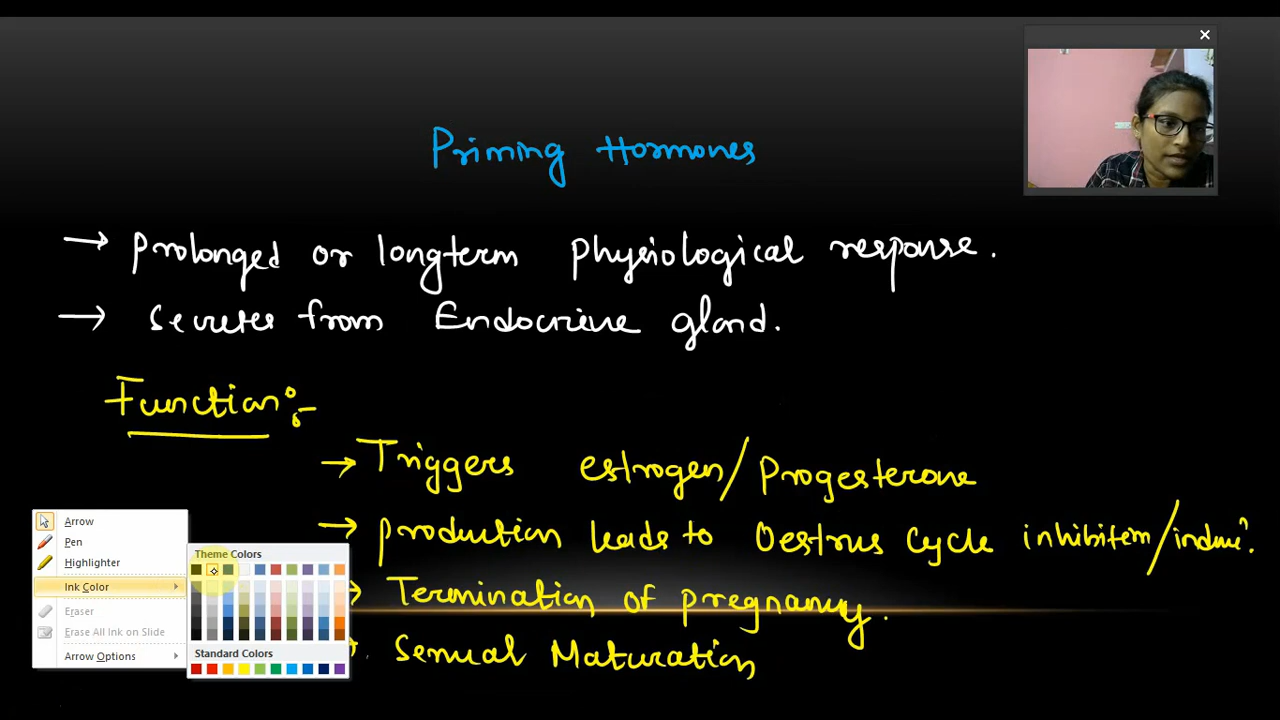 Priming Hormones
→ Prolonged or longterm Physiological response.
→ Secretes from Endocrine gland.
Function:-
→ Triggers estrogen/Progesterone
→ production leads to Oestrus Cycle inhibitem/
Termination of pregnancy.
Sexual Maturation
Arrow
Pen
Highlighter
Ink Color
Eraser
Erase All Ink on Slide
Arrow Options
Theme Colors
Standard Colors